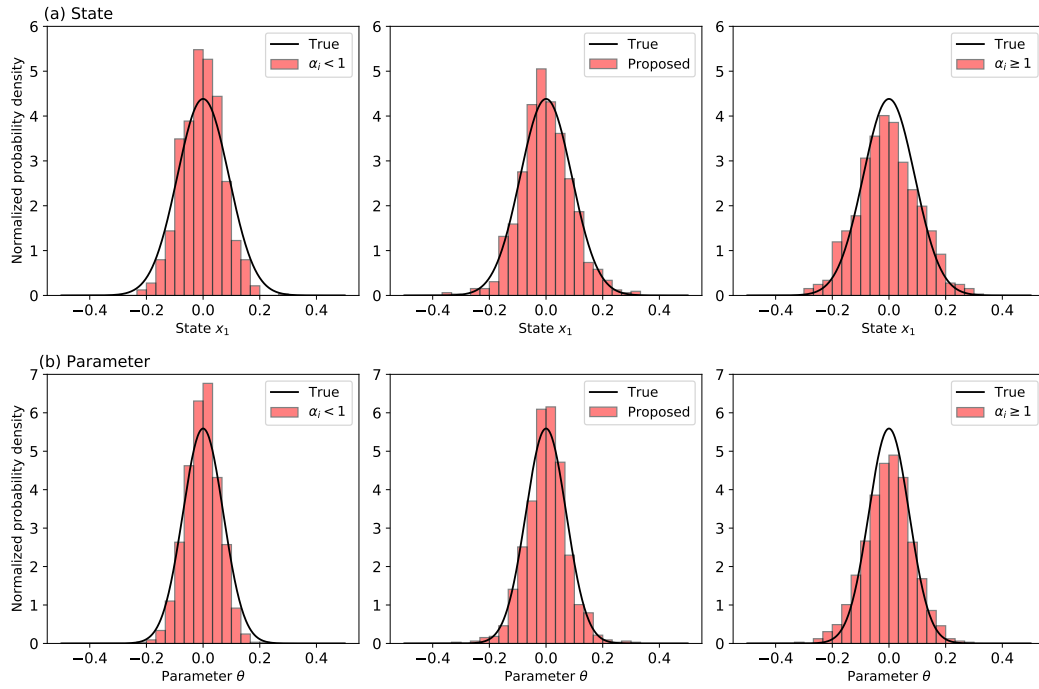 (a) State
Normalized probability density
6
5
4
3
2
1
0
−0.4 −0.2 0.0 0.2 0.4
State x₁
True
αᵢ < 1
6
5
4
3
2
1
0
−0.4 −0.2 0.0 0.2 0.4
State x₁
True
Proposed
6
5
4
3
2
1
0
−0.4 −0.2 0.0 0.2 0.4
State x₁
True
αᵢ ≥ 1
(b) Parameter
Normalized probability density
7
6
5
4
3
2
1
0
−0.4 −0.2 0.0 0.2 0.4
Parameter θ
True
αᵢ < 1
7
6
5
4
3
2
1
0
−0.4 −0.2 0.0 0.2 0.4
Parameter θ
True
Proposed
7
6
5
4
3
2
1
0
−0.4 −0.2 0.0 0.2 0.4
Parameter θ
True
αᵢ ≥ 1